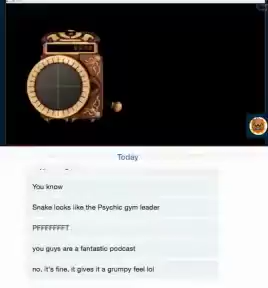 Today
You know
Snake looks like the Psychic gym leader
PFFFFFFFT
you guys are a fantastic podcast
no, it's fine, it gives it a grumpy feel lol